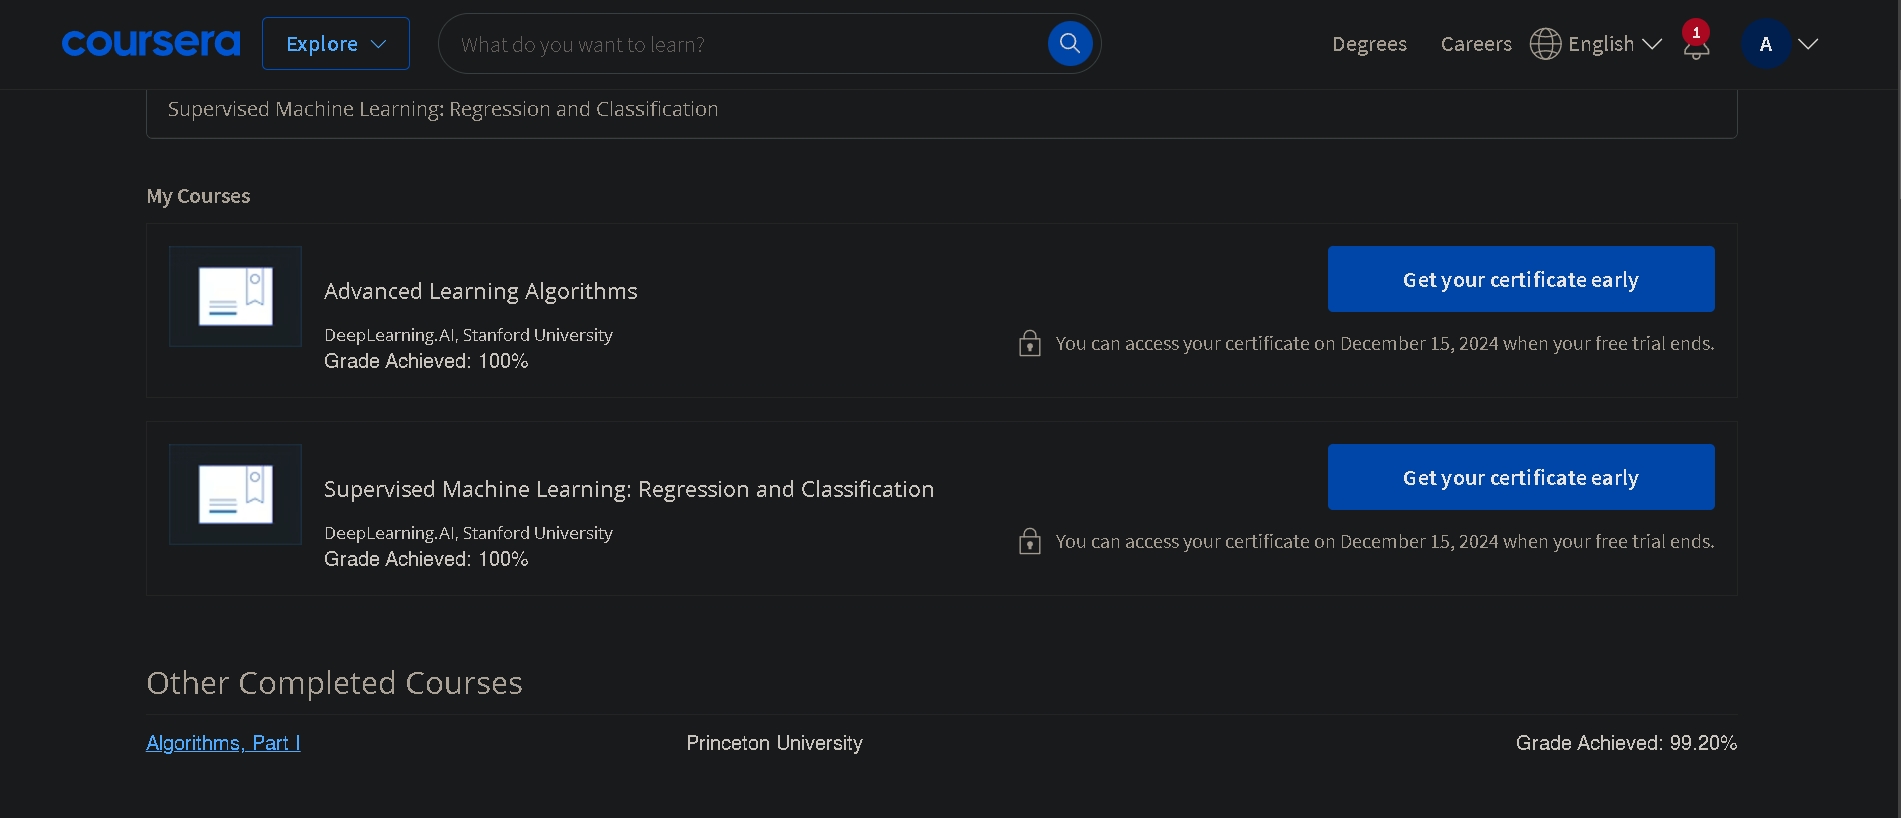 coursera
Explore
What do you want to learn?
Degrees
Careers
English
1
A
Supervised Machine Learning: Regression and Classification
My Courses
Advanced Learning Algorithms
DeepLearning.AI, Stanford University
Grade Achieved: 100%
Get your certificate early
You can access your certificate on December 15, 2024 when your free trial ends.
Supervised Machine Learning: Regression and Classification
DeepLearning.AI, Stanford University
Grade Achieved: 100%
Get your certificate early
You can access your certificate on December 15, 2024 when your free trial ends.
Other Completed Courses
Algorithms, Part I
Princeton University
Grade Achieved: 99.20%